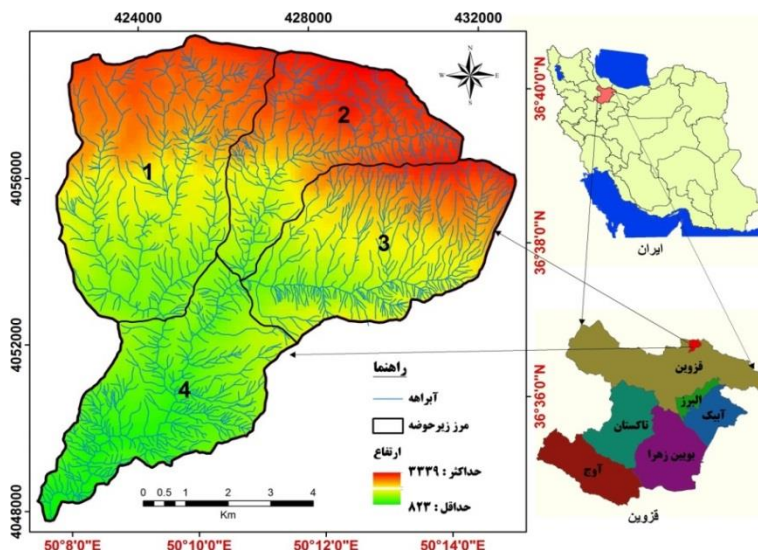 424000 428000 432000
4056000
4052000
4048000
50°8'0"E 50°10'0"E 50°12'0"E 50°14'0"E
36°40'0"N
36°38'0"N
36°36'0"N
N
W E
S
1
2
3
4
راهنما
آبراهه
مرز زیرحوضه
ارتفاع
حداکثر : ۳۳۳۹
حداقل : ۸۲۳
0 0.5 1 2 3 4
Km
ایران
قزوین
البرز
آبیک
تاکستان
بویین زهرا
آوج
قزوین